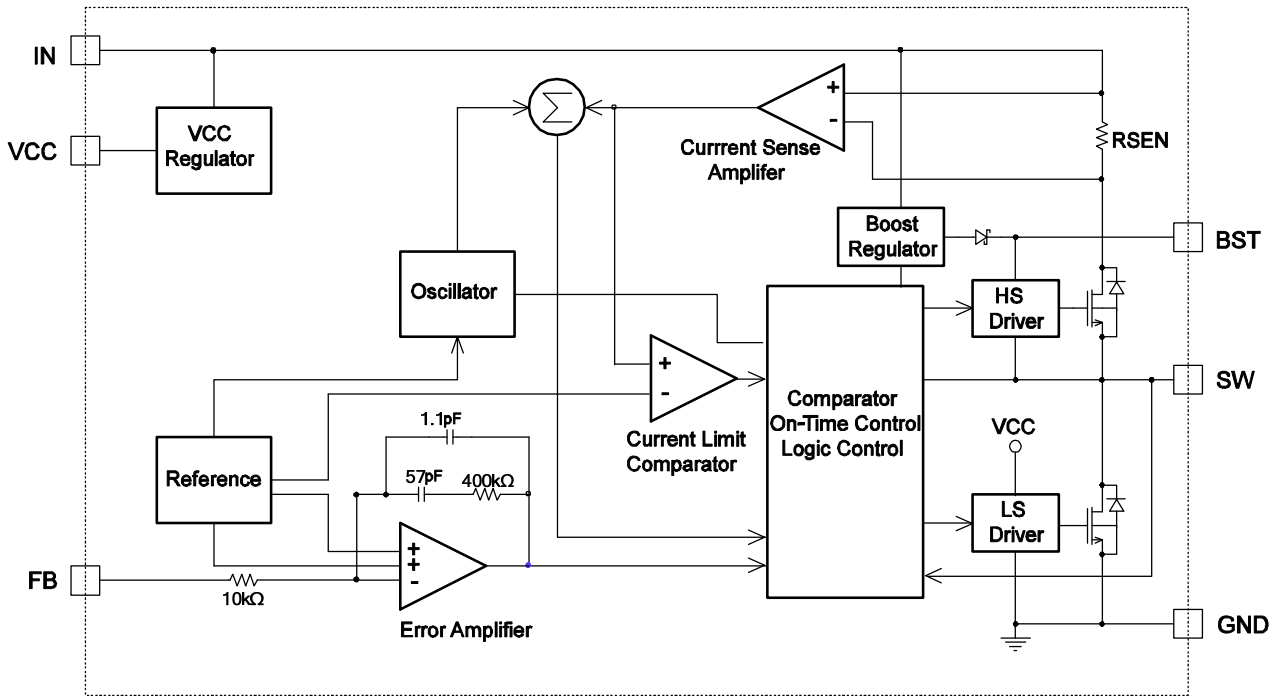 IN
VCC
VCC
Regulator
Σ
+
-
Currrent Sense
Amplifer
RSEN
Boost
Regulator
BST
Oscillator
HS
Driver
+
-
Current Limit
Comparator
Comparator
On-Time Control
Logic Control
SW
1.1pF
57pF
400kΩ
VCC
Reference
LS
Driver
+
+
-
FB
10kΩ
Error Amplifier
GND